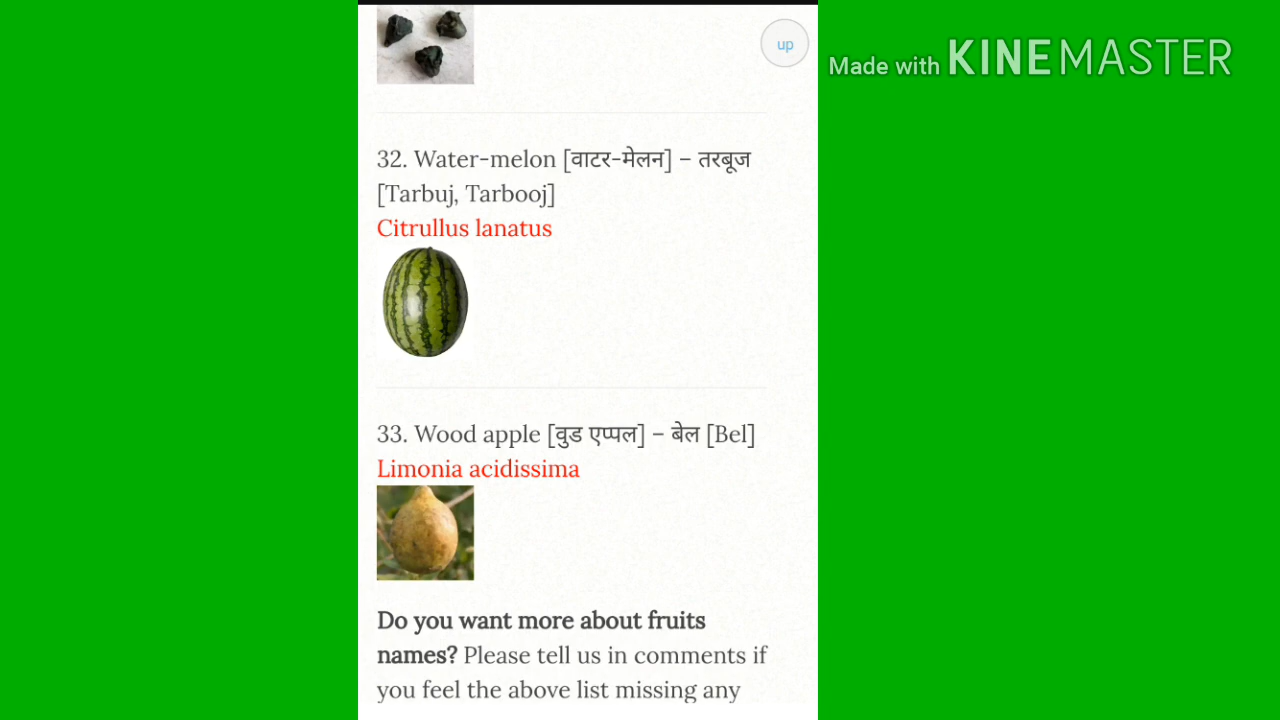 up
Made with KINEMASTER
32. Water-melon [वाटर-मेलन] – तरबूज
[Tarbuj, Tarbooj]
Citrullus lanatus
33. Wood apple [वुड एप्पल] – बेल [Bel]
Limonia acidissima
Do you want more about fruits
names? Please tell us in comments if
you feel the above list missing any